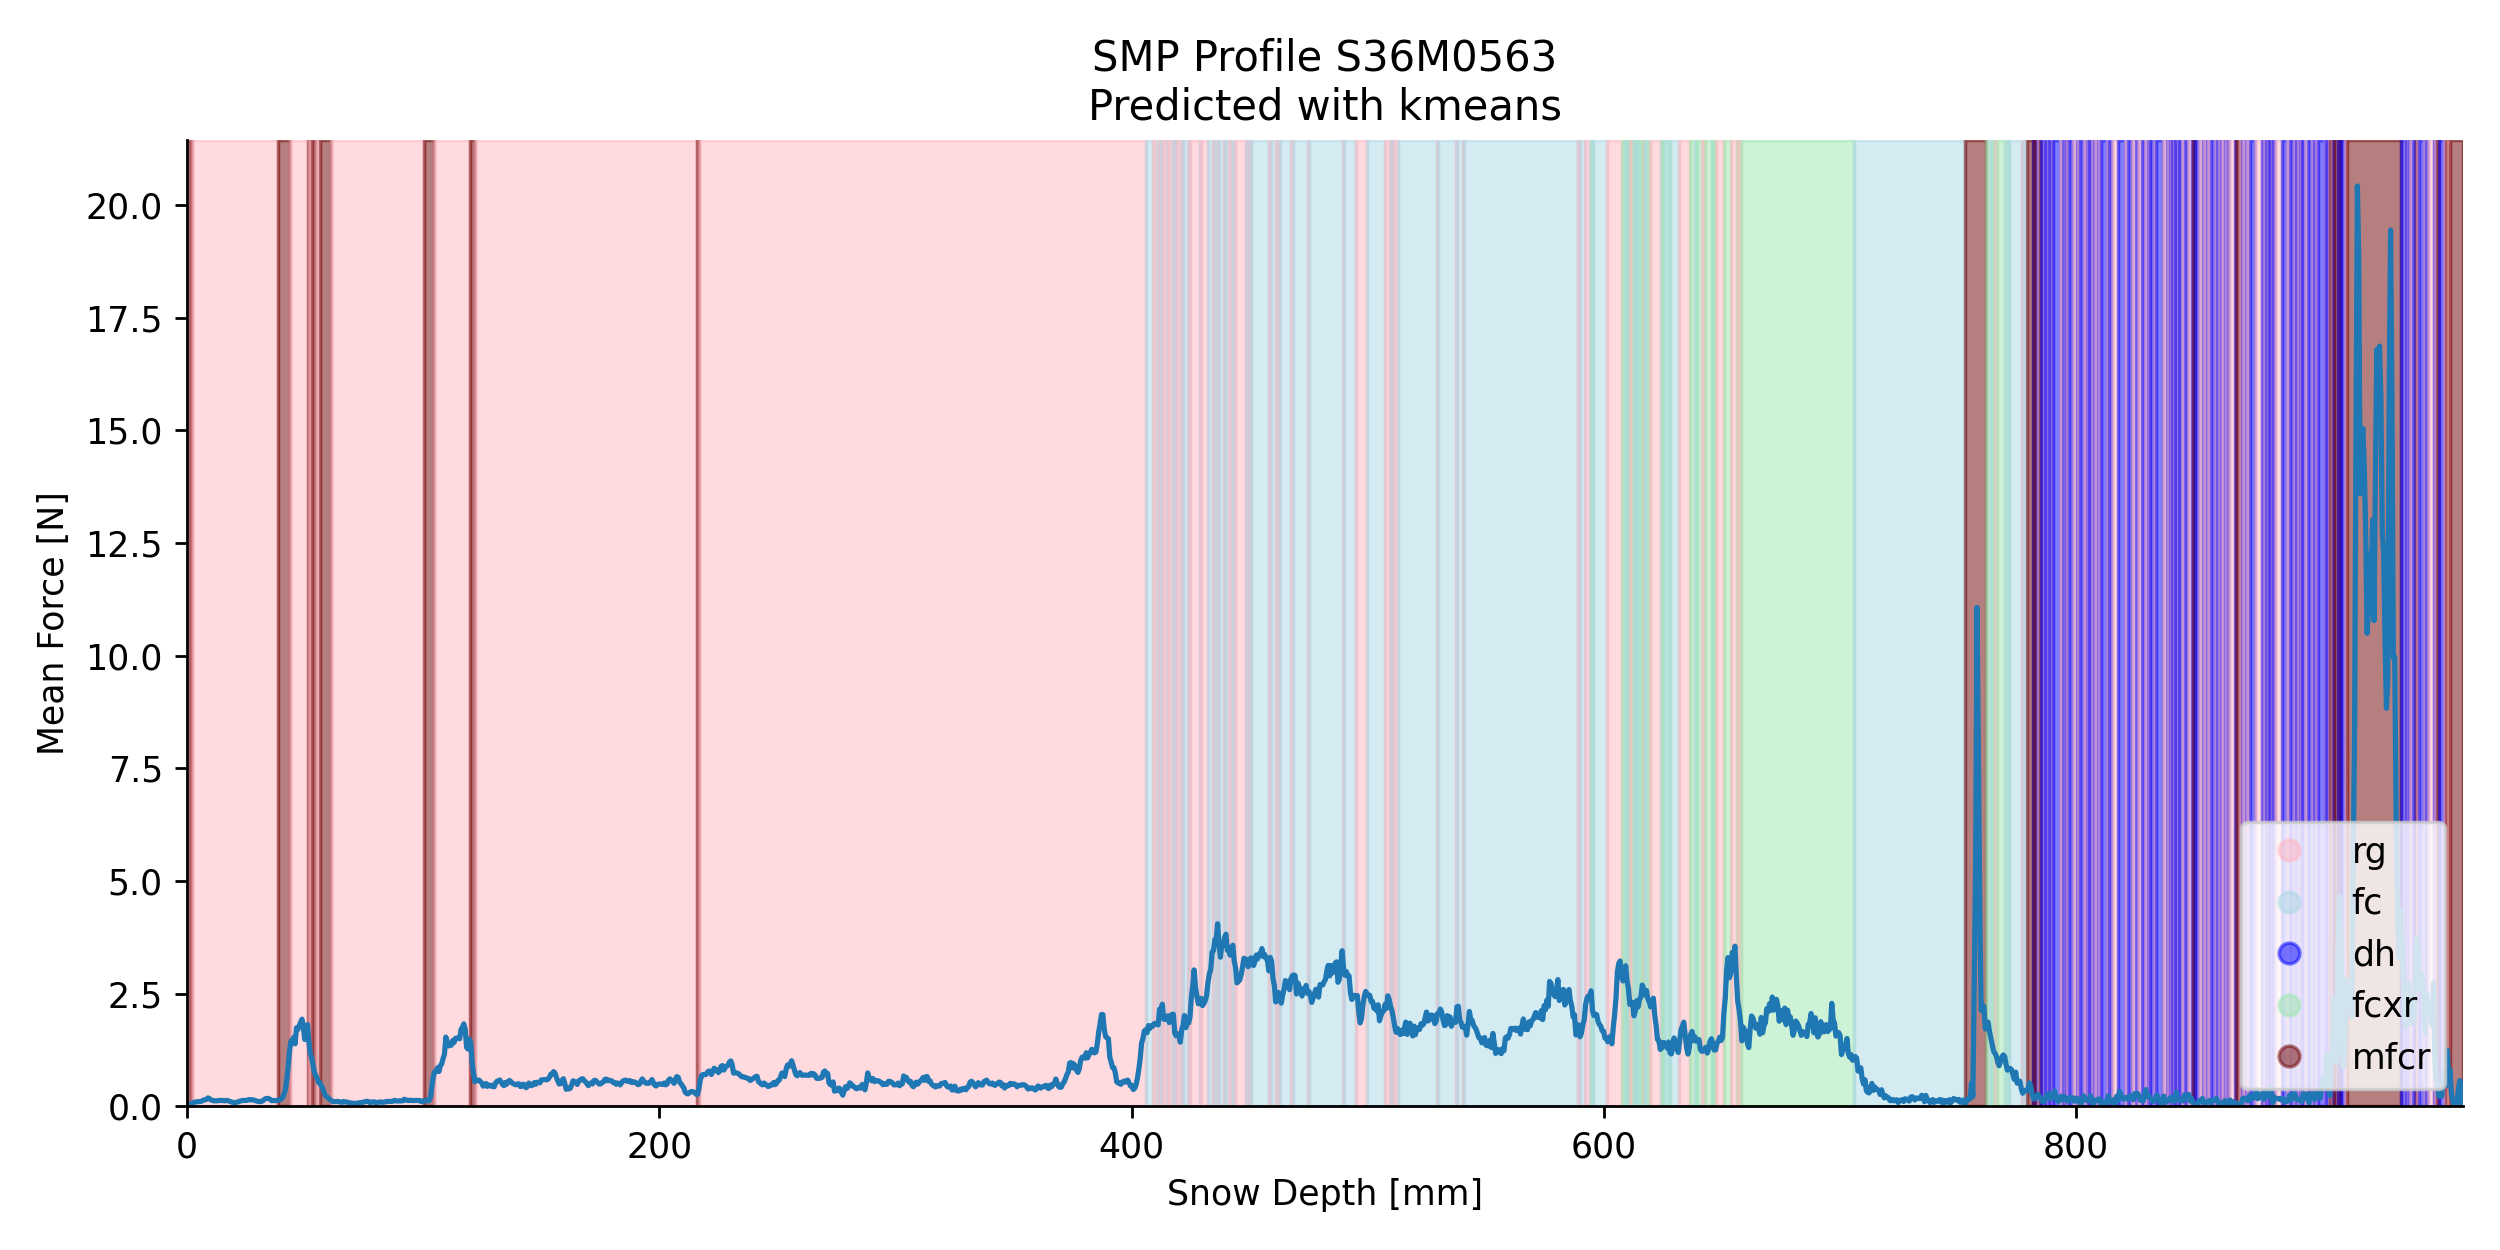 SMP Profile S36M0563
Predicted with kmeans
Mean Force [N]
20.0
17.5
15.0
12.5
10.0
7.5
5.0
2.5
0.0
0
200
400
600
800
Snow Depth [mm]
rg
fc
dh
fcxr
mfcr